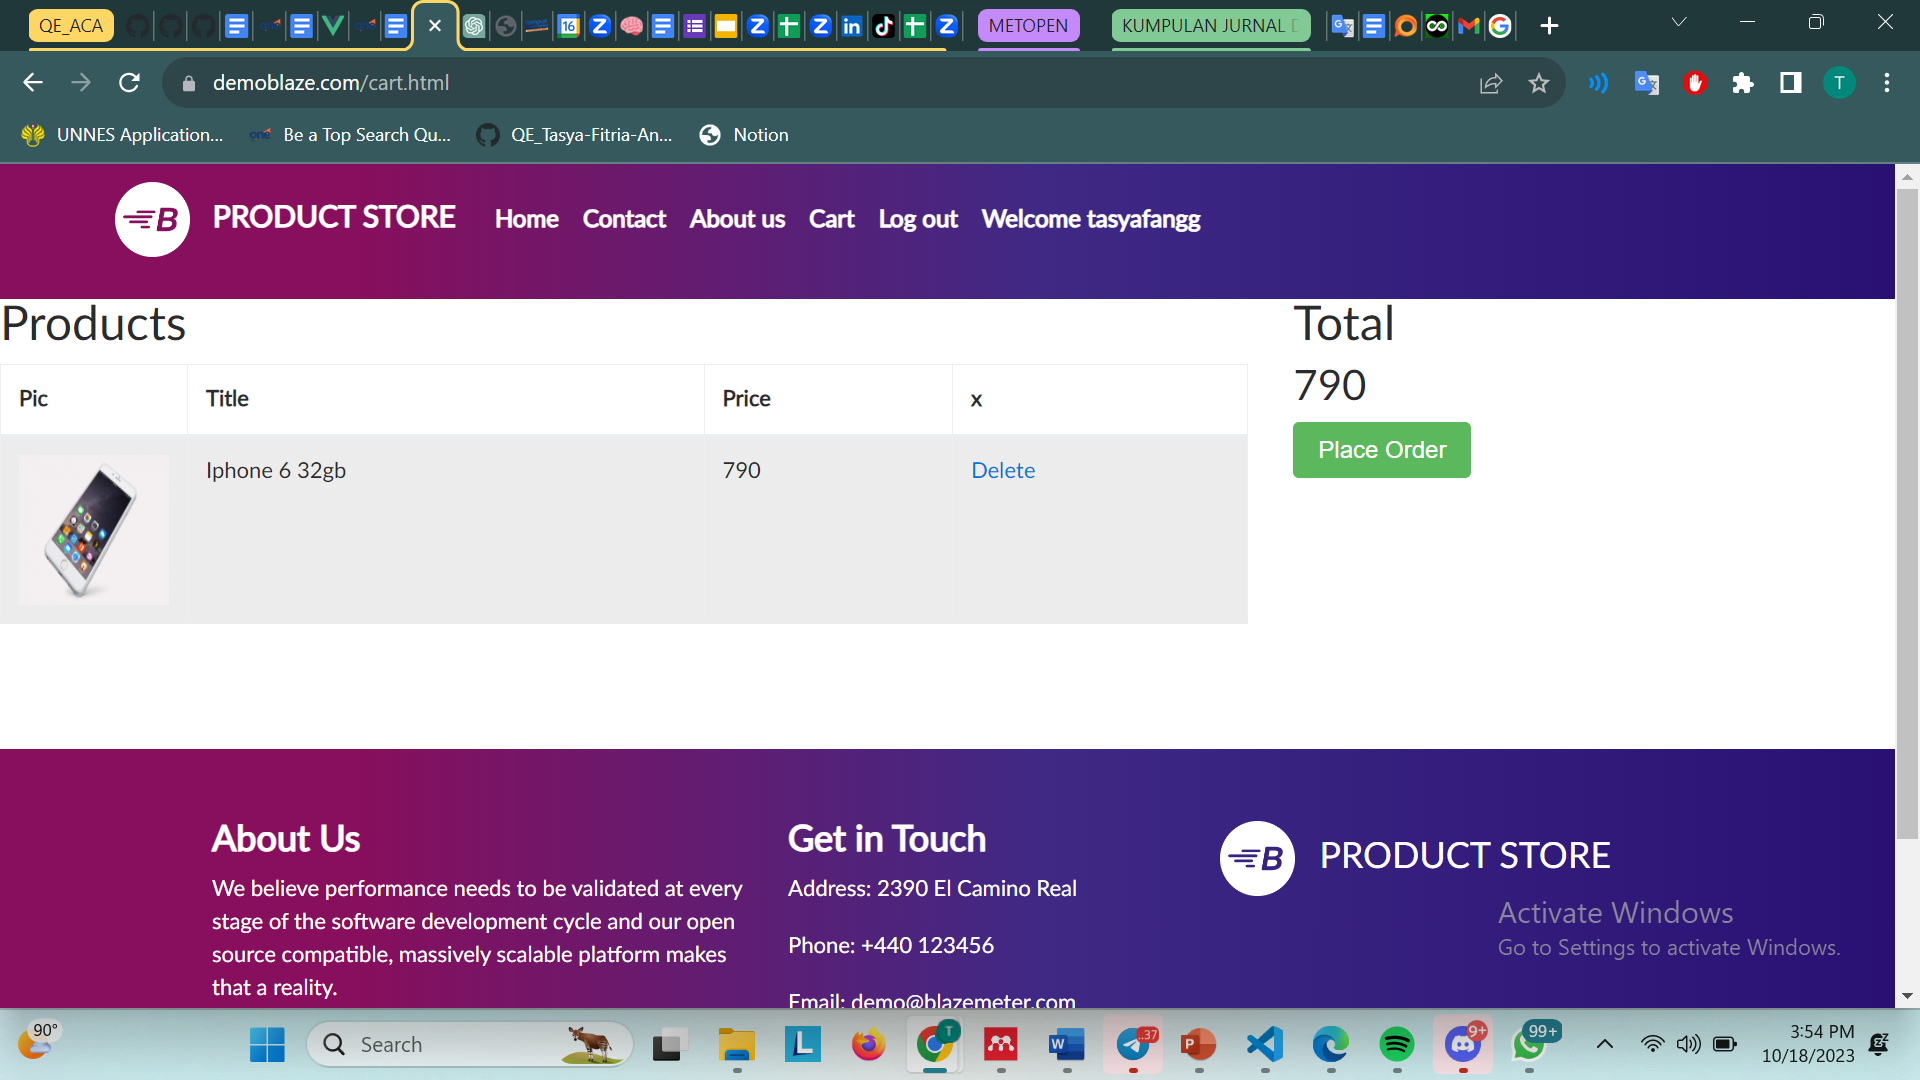 QE_ACA
16
METOPEN
KUMPULAN JURNAL
demoblaze.com/cart.html
T
UNNES Application...
one
Be a Top Search Qu...
QE_Tasya-Fitria-An...
Notion
B
PRODUCT STORE
Home
Contact
About us
Cart
Log out
Welcome tasyafangg
Products
Total
790
Pic
Title
Price
x
Iphone 6 32gb
790
Delete
Place Order
About Us
We believe performance needs to be validated at every
stage of the software development cycle and our open
source compatible, massively scalable platform makes
that a reality.
Get in Touch
Address: 2390 El Camino Real
Phone: +440 123456
Email: demo@blazemeter.com
B
PRODUCT STORE
Activate Windows
Go to Settings to activate Windows.
90°
Search
T
..37
9+
99+
3:54 PM
10/18/2023